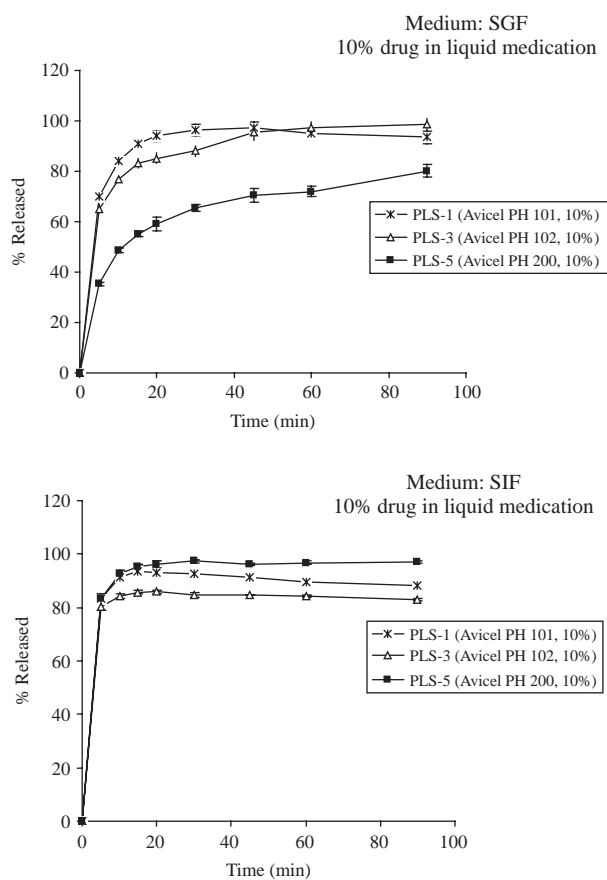 Medium: SGF
10% drug in liquid medication
120
100
80
60
40
20
0
% Released
PLS-1 (Avicel PH 101, 10%)
PLS-3 (Avicel PH 102, 10%)
PLS-5 (Avicel PH 200, 10%)
0 20 40 60 80 100
Time (min)
Medium: SIF
10% drug in liquid medication
120
100
80
60
40
20
0
% Released
PLS-1 (Avicel PH 101, 10%)
PLS-3 (Avicel PH 102, 10%)
PLS-5 (Avicel PH 200, 10%)
0 20 40 60 80 100
Time (min)